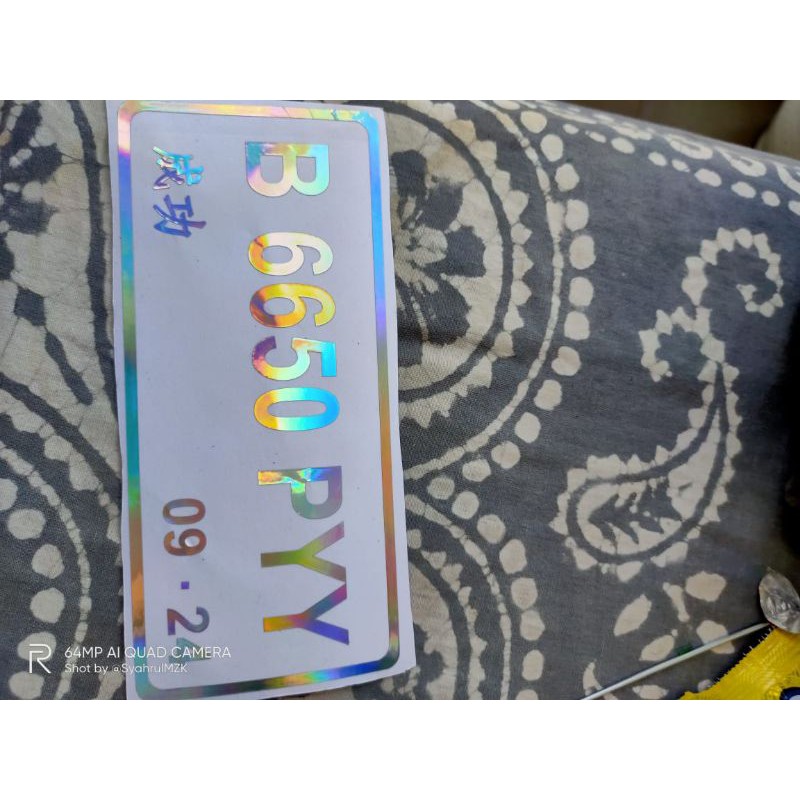 B 6650 PYY
成功
09 · 24
R
64MP AI QUAD CAMERA
Shot by @SyahrulMZK